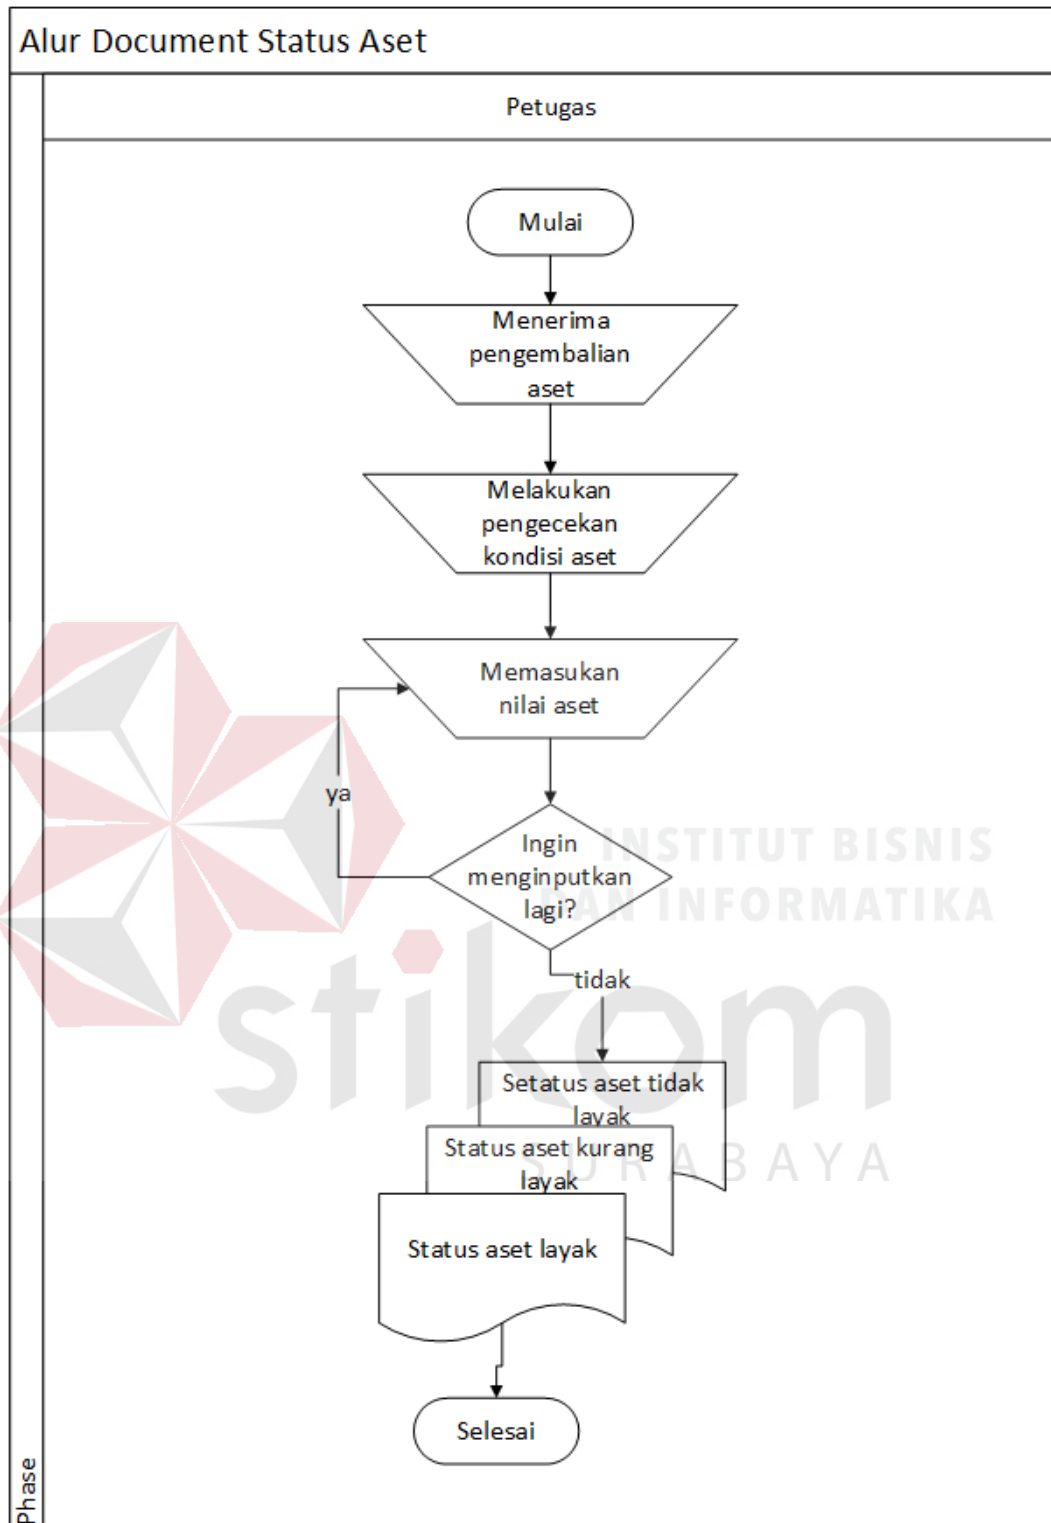 Alur Document Status Aset
Petugas
Mulai
Menerima
pengembalian
aset
Melakukan
pengecekan
kondisi aset
Memasukan
nilai aset
ya
Ingin
menginputkan
lagi?
INSTITUT BISNIS
DAN INFORMATIKA
tidak
stikom
SURABAYA
Setatus aset tidak
layak
Status aset kurang
layak
Status aset layak
Selesai
Phase